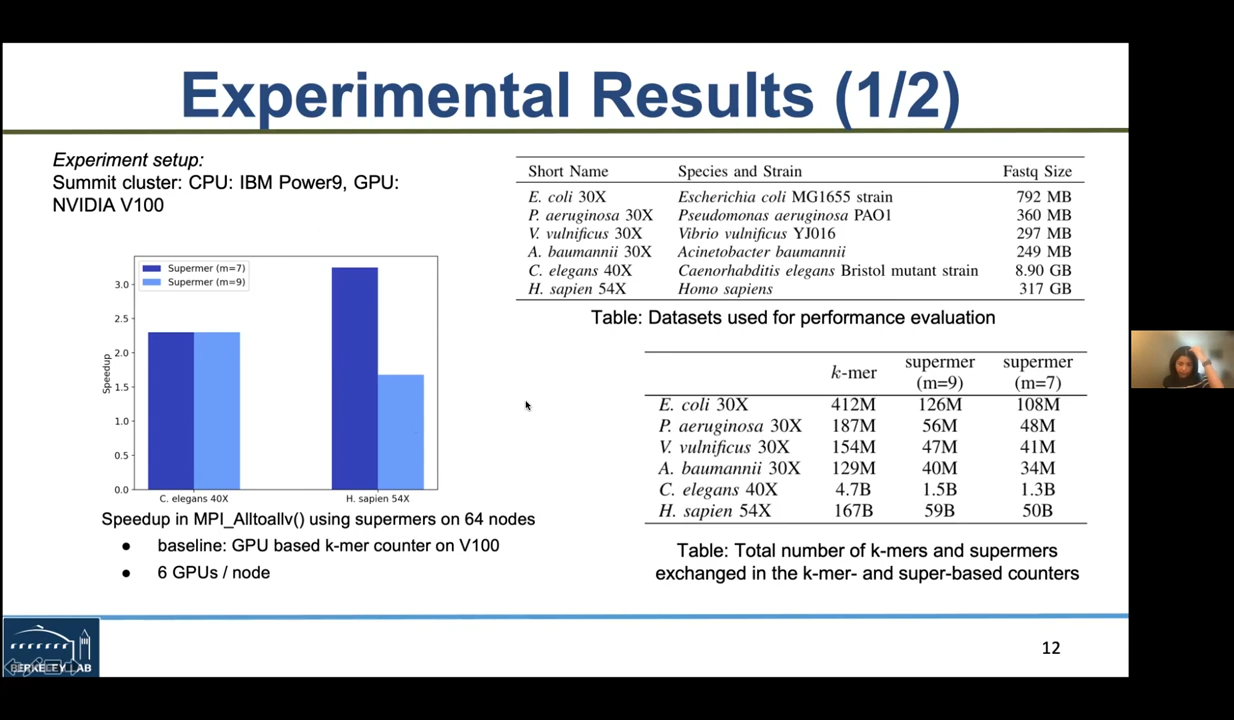 Experimental Results (1/2)
Experiment setup:
Summit cluster: CPU: IBM Power9, GPU:
NVIDIA V100
Short Name Species and Strain Fastq Size
E. coli 30X Escherichia coli MG1655 strain 792 MB
P. aeruginosa 30X Pseudomonas aeruginosa PAO1 360 MB
V. vulnificus 30X Vibrio vulnificus YJ016 297 MB
A. baumannii 30X Acinetobacter baumannii 249 MB
C. elegans 40X Caenorhabditis elegans Bristol mutant strain 8.90 GB
H. sapien 54X Homo sapiens 317 GB
Table: Datasets used for performance evaluation
Supermer (m=7)
Supermer (m=9)
Speedup
3.0
2.5
2.0
1.5
1.0
0.5
0.0
C. elegans 40X H. sapien 54X
Speedup in MPI_Alltoallv() using supermers on 64 nodes
• baseline: GPU based k-mer counter on V100
• 6 GPUs / node
k-mer supermer (m=9) supermer (m=7)
E. coli 30X 412M 126M 108M
P. aeruginosa 30X 187M 56M 48M
V. vulnificus 30X 154M 47M 41M
A. baumannii 30X 129M 40M 34M
C. elegans 40X 4.7B 1.5B 1.3B
H. sapien 54X 167B 59B 50B
Table: Total number of k-mers and supermers
exchanged in the k-mer- and super-based counters
BERKELEY LAB
12